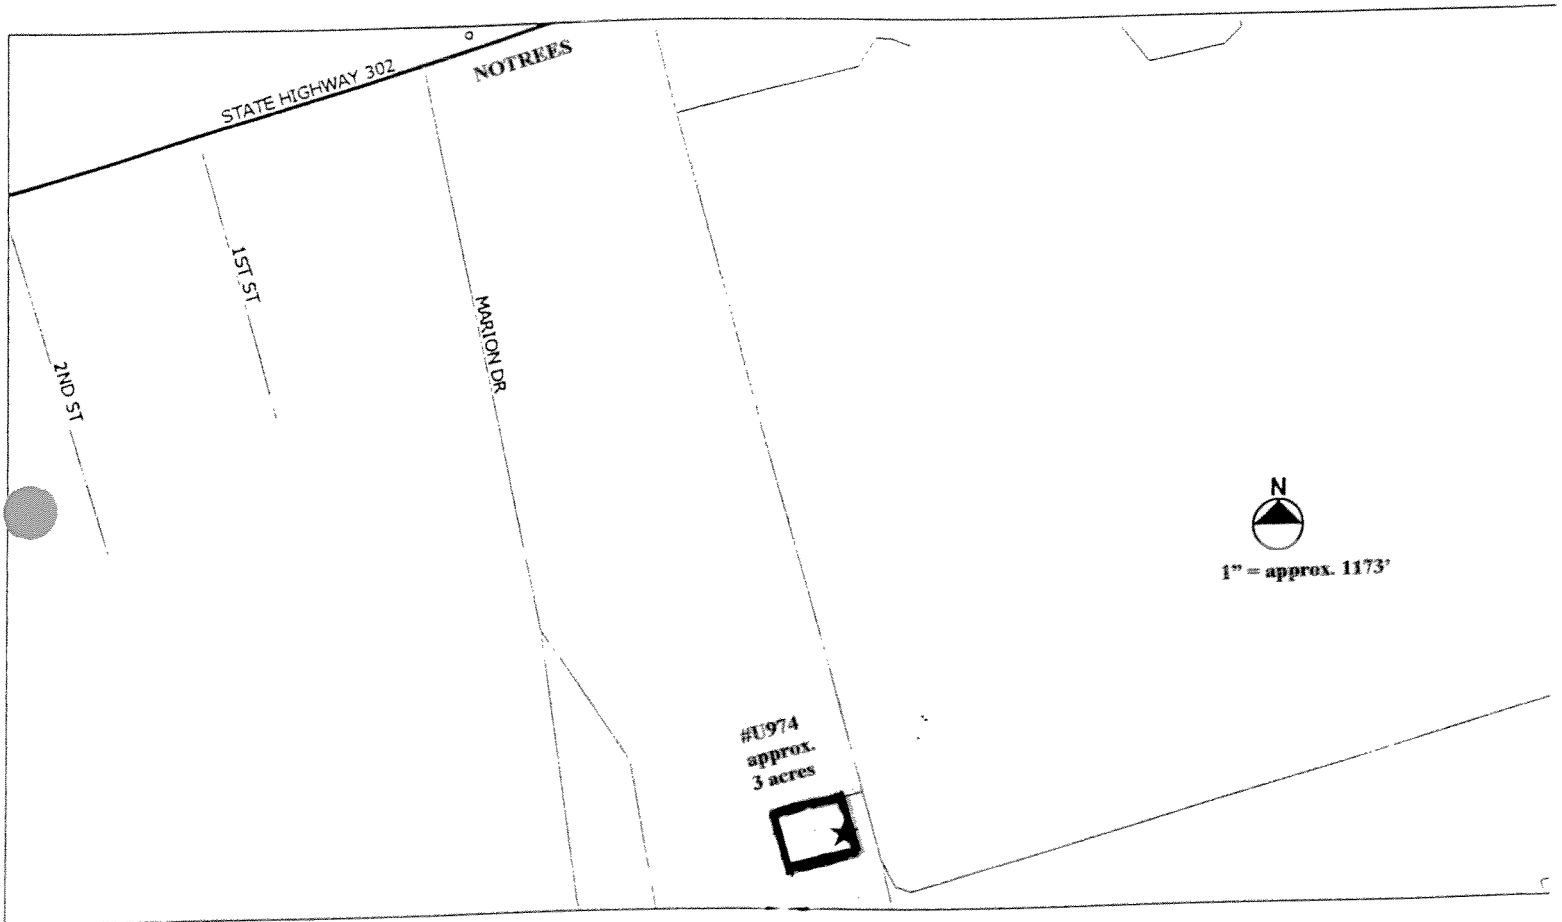 STATE HIGHWAY 302
NOTREES
1ST ST
2ND ST
MARION DR
N
1” = approx. 1173’
#U974
approx.
3 acres